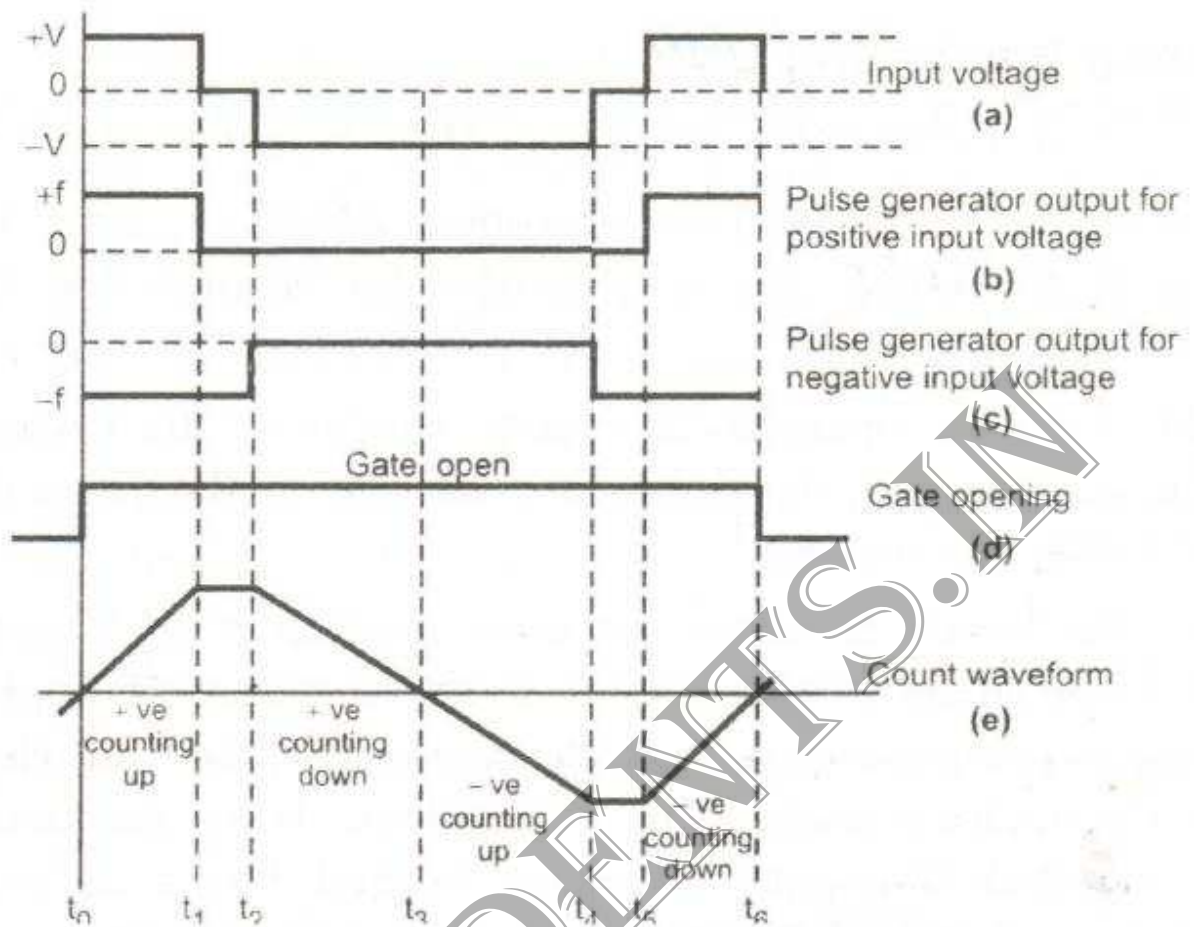 +V
0
−V
Input voltage
(a)
+f
0
Pulse generator output for
positive input voltage
(b)
0
−f
Pulse generator output for
negative input voltage
(c)
Gate open
Gate opening
(d)
Count waveform
(e)
+ ve
counting
up
+ ve
counting
down
− ve
counting
up
− ve
counting
down
t₀ t₁ t₂ t₃ t₄ t₅ t₆
DENTS.IN